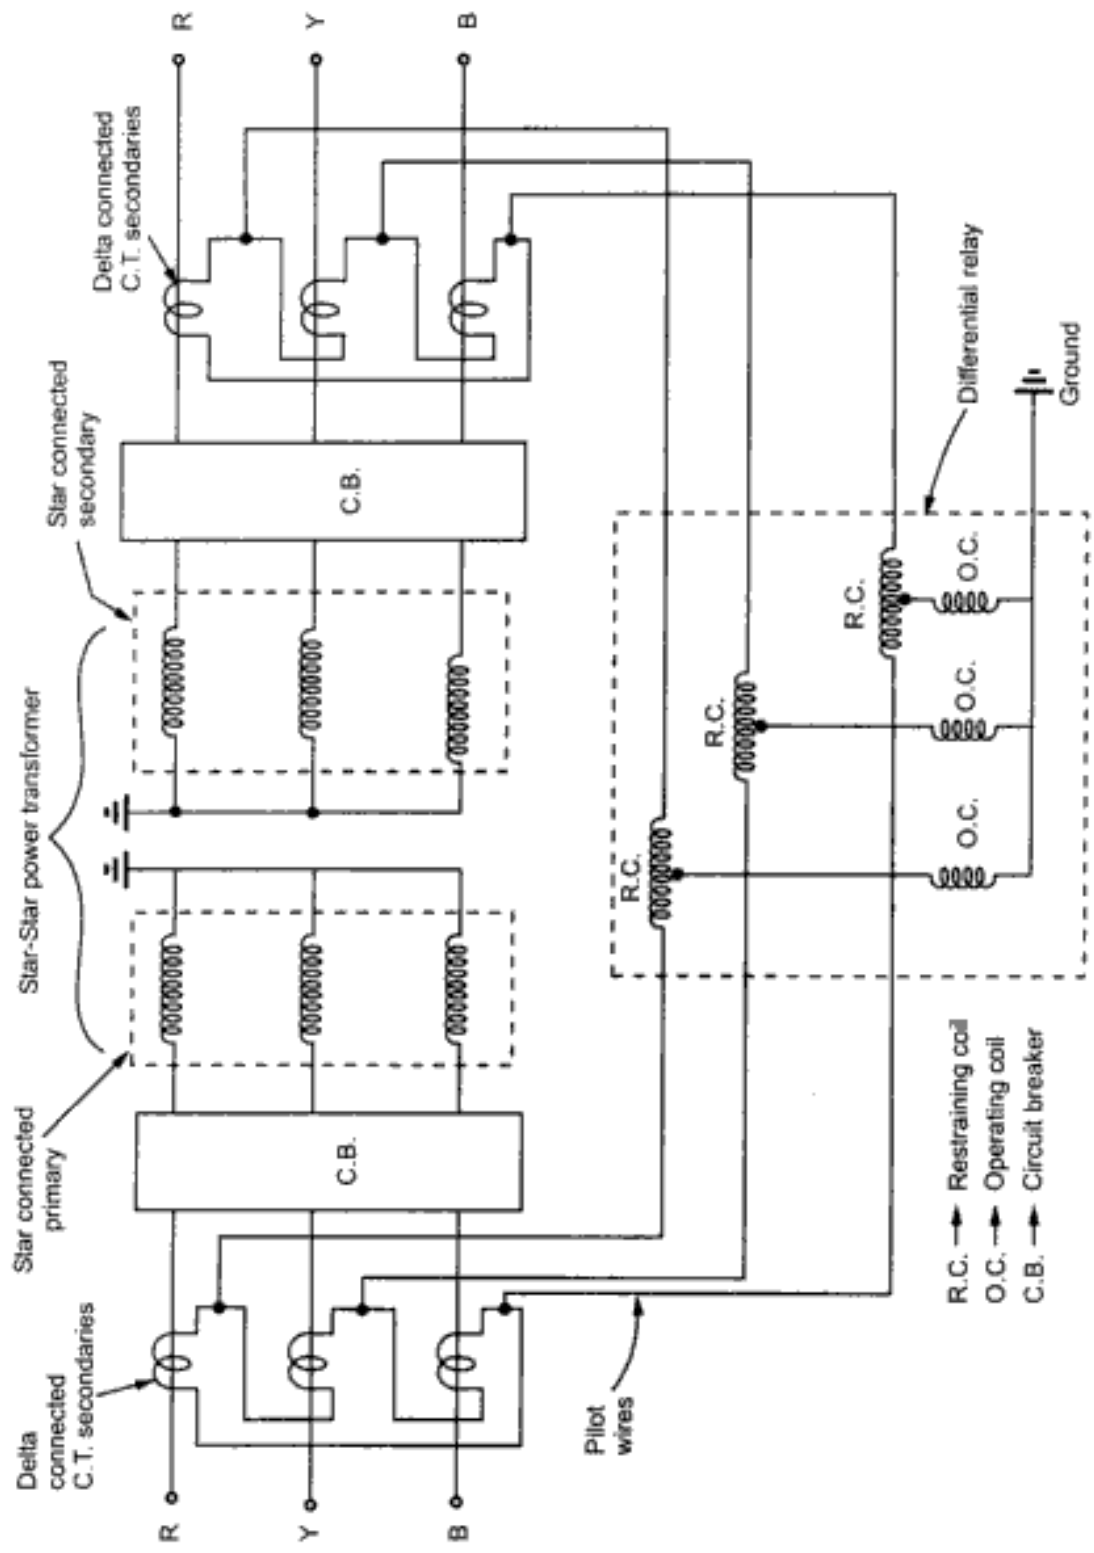 Star-Star power transformer
Star connected
primary
Star connected
secondary
Delta
connected
C.T. secondaries
Delta connected
C.T. secondaries
R
R
C.B.
C.B.
Y
Y
B
B
Pilot
wires
R.C.
R.C.
R.C.
O.C.
O.C.
O.C.
Differential relay
Ground
R.C. → Restraining coil
O.C. → Operating coil
C.B. → Circuit breaker